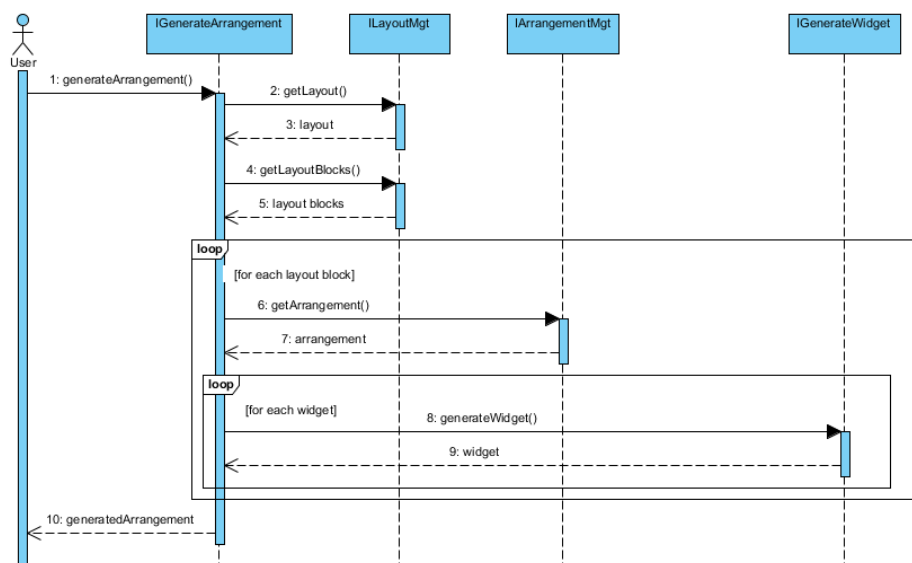 IGenerateArrangement
ILayoutMgt
IArrangementMgt
IGenerateWidget
User
1: generateArrangement()
2: getLayout()
3: layout
4: getLayoutBlocks()
5: layout blocks
loop
[for each layout block]
6: getArrangement()
7: arrangement
loop
[for each widget]
8: generateWidget()
9: widget
10: generatedArrangement